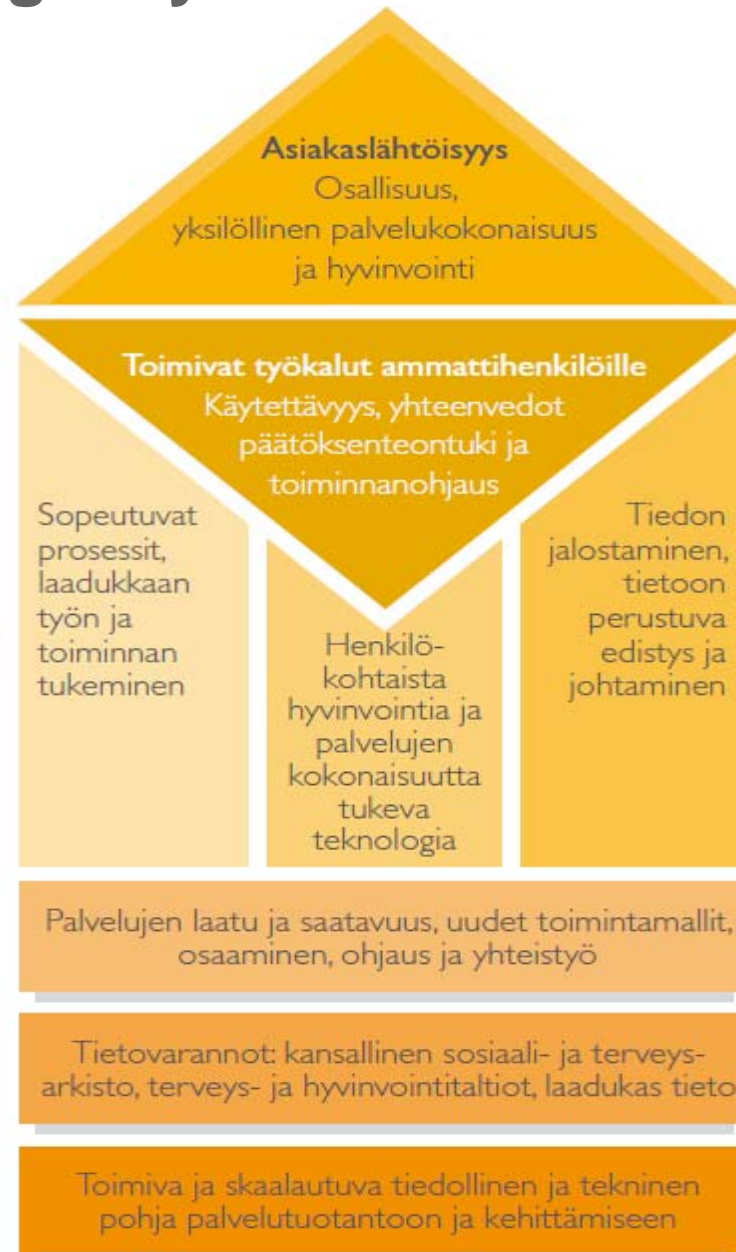 Asiakaslähtöisyys
Osallisuus,
yksilöllinen palvelukokonaisuus
ja hyvinvointi
Toimivat työkalut ammattihenkilöille
Käytettävyys, yhteenvedot
päätöksenteontuki ja
toiminnanohjaus
Sopeutuvat
prosessit,
laadukkaan
työn ja
toiminnan
tukeminen
Henkilö-
kohtaista
hyvinvointia ja
palvelujen
kokonaisuutta
tukeva
teknologia
Tiedon
jalostaminen,
tietoon
perustuva
edistys ja
johtaminen
Palvelujen laatu ja saatavuus, uudet toimintamallit,
osaaminen, ohjaus ja yhteistyö
Tietovarannot: kansallinen sosiaali- ja terveys-
arkisto, terveys- ja hyvinvointitaltiot, laadukas tieto
Toimiva ja skaalautuva tiedollinen ja tekninen
pohja palvelutuotantoon ja kehittämiseen